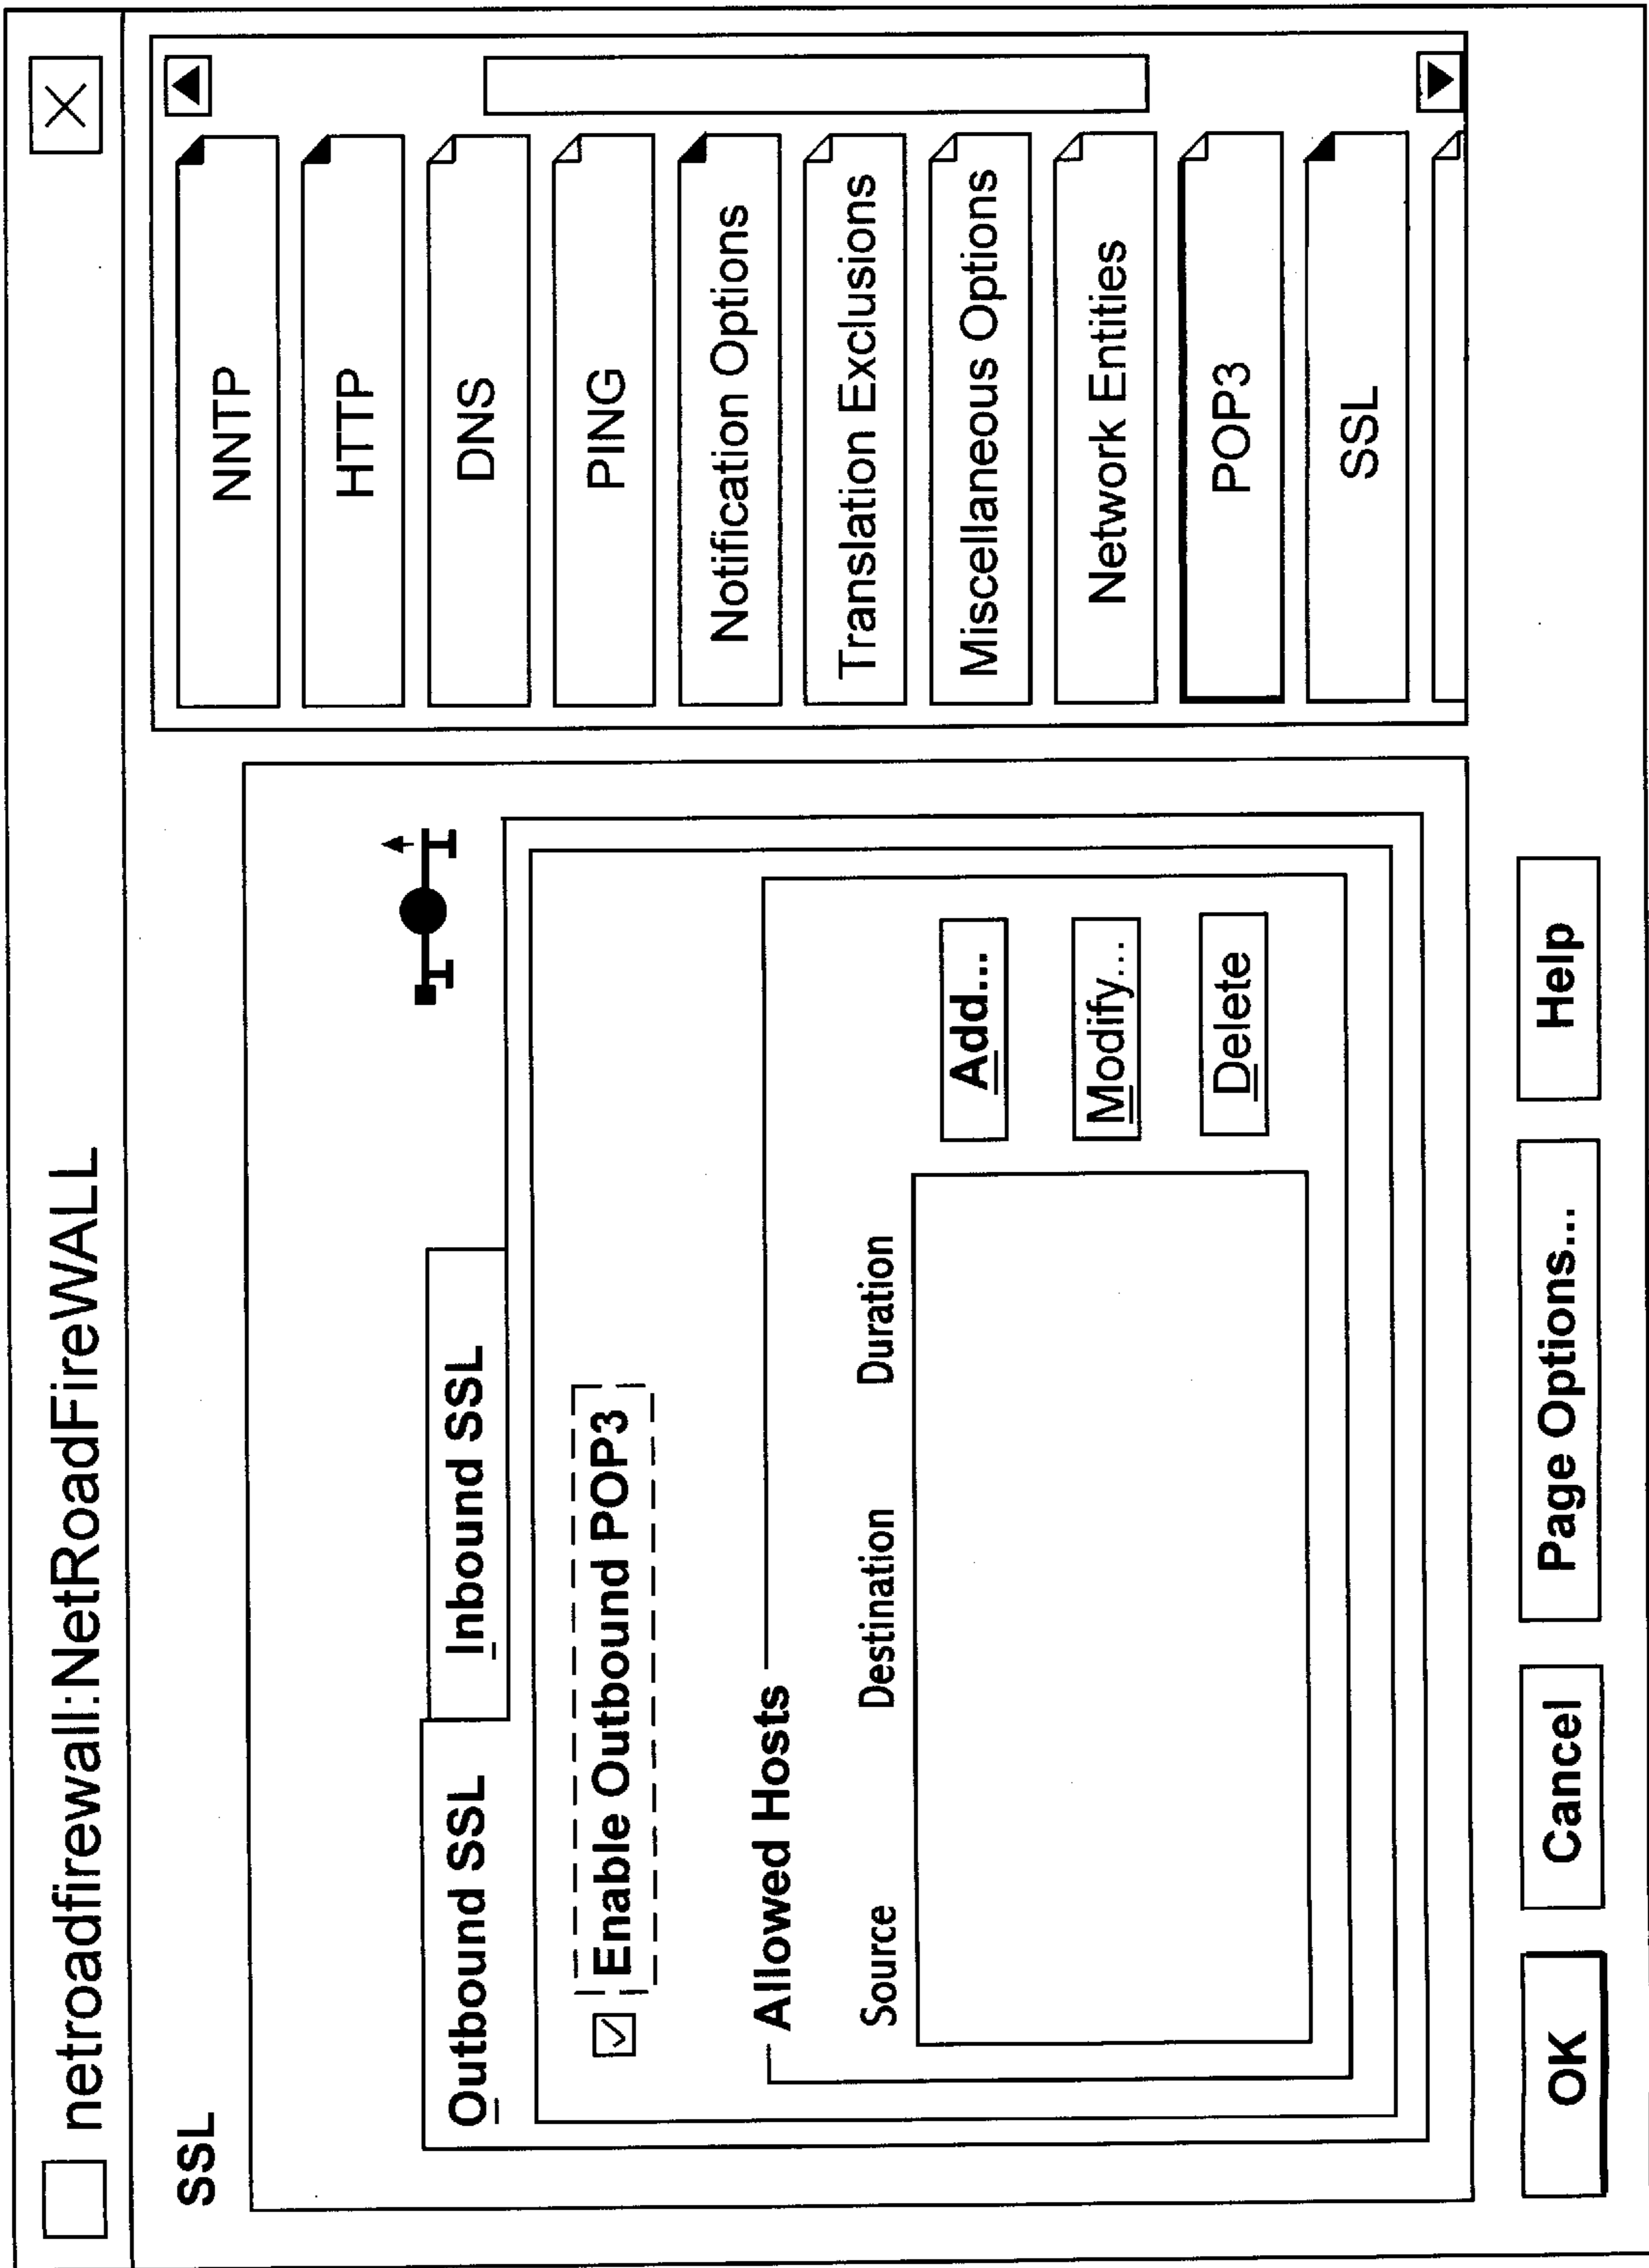 netroadfirewall:NetRoadFireWALL
SSL
Outbound SSL
Inbound SSL
Enable Outbound POP3
Allowed Hosts
Source Destination Duration
Add...
Modify...
Delete
NNTP
HTTP
DNS
PING
Notification Options
Translation Exclusions
Miscellaneous Options
Network Entities
POP3
SSL
OK
Cancel
Page Options...
Help